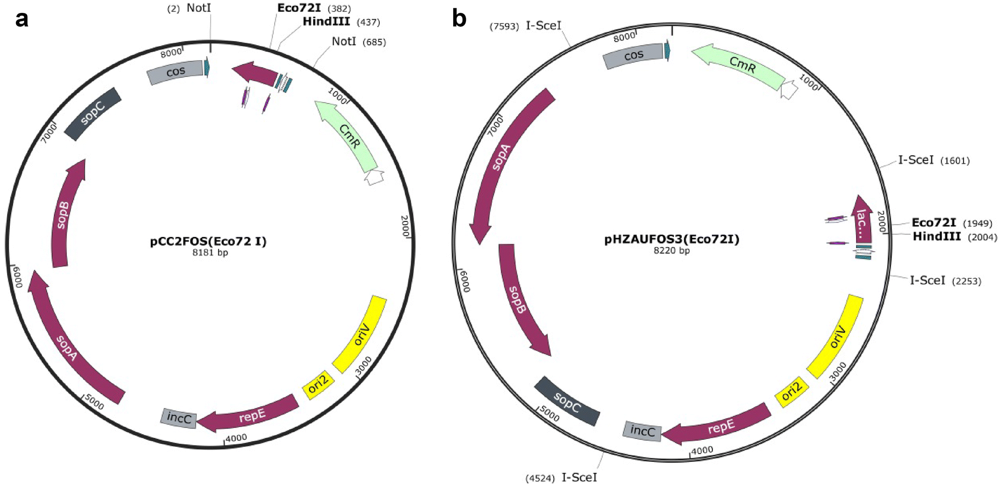 a
(2) NotI
Eco72I (382)
HindIII (437)
NotI (685)
8000
cos
sopC
7000
1000
CmR
sopB
2000
pCC2FOS(Eco72 I)
8181 bp
6000
oriV
sopA
3000
ori2
5000
repE
incC
4000
b
(7593) I-SceI
8000
cos
CmR
1000
7000
sopA
I-SceI (1601)
lac...
2000
Eco72I (1949)
HindIII (2004)
pHZAUFOS3(Eco72I)
8220 bp
6000
I-SceI (2253)
sopB
oriV
3000
ori2
sopC
5000
repE
incC
4000
(4524) I-SceI